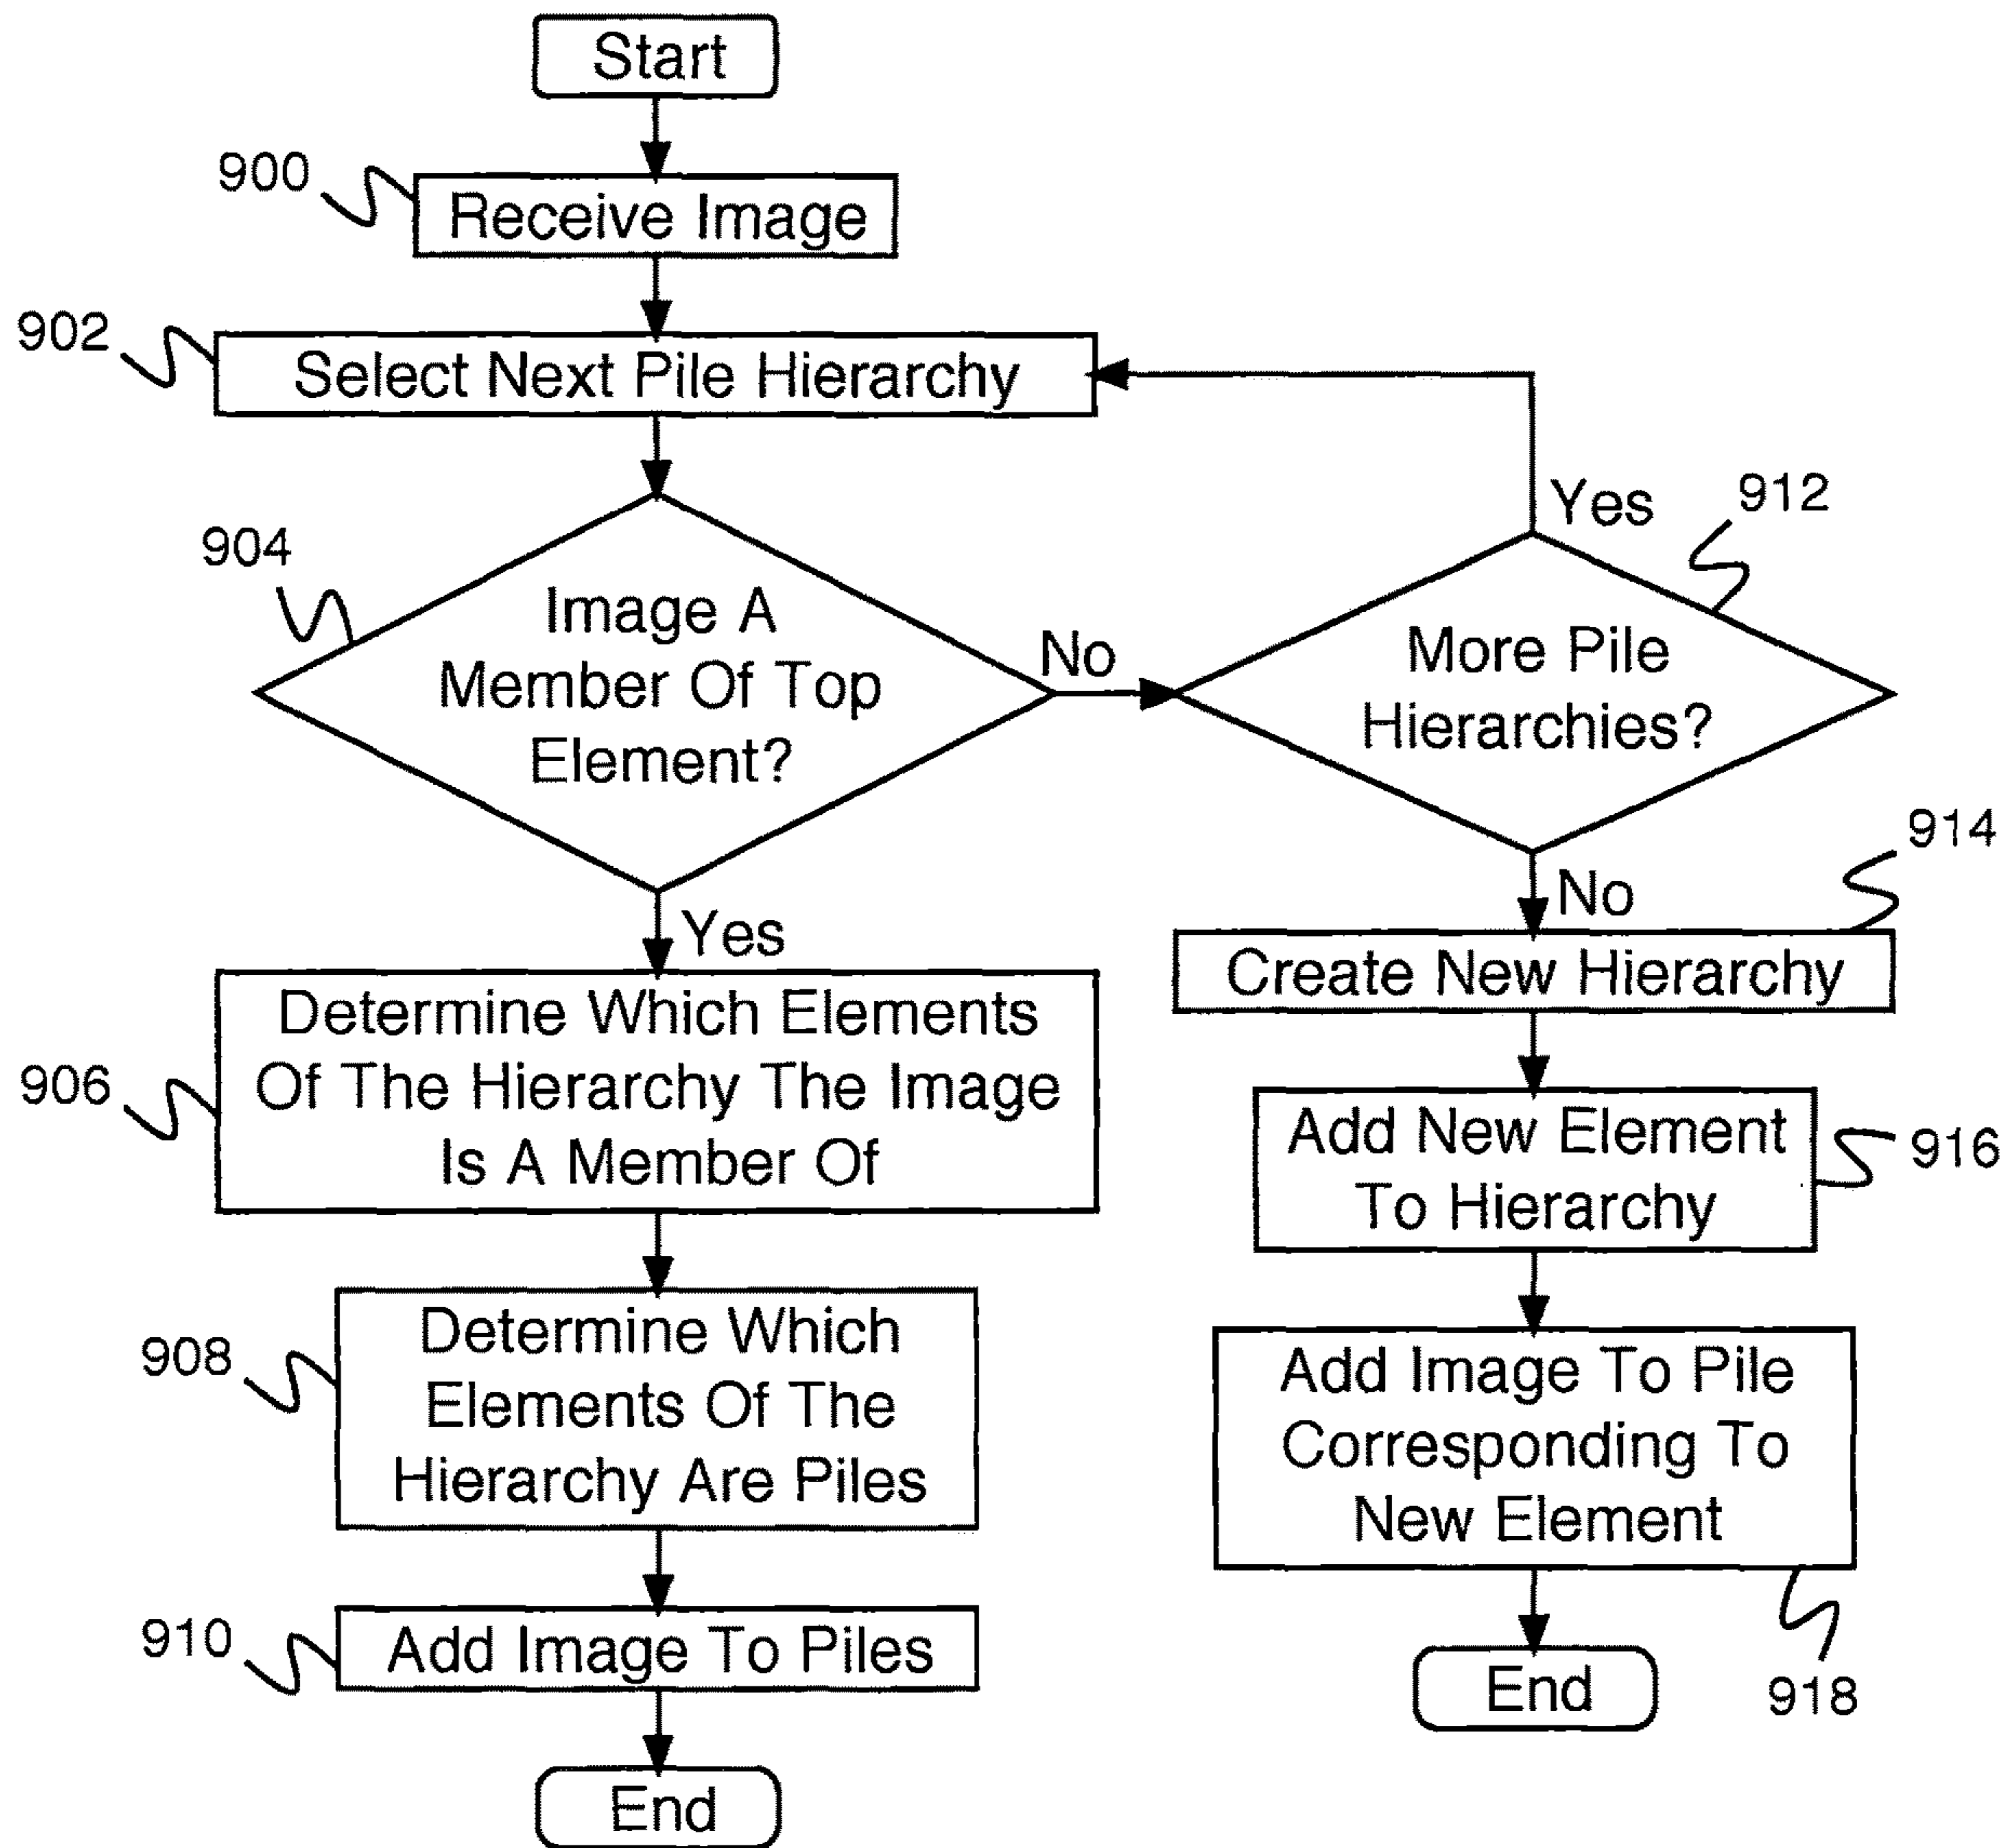 Start
900
Receive Image
902
Select Next Pile Hierarchy
904
Image A
Member Of Top
Element?
No
Yes
912
More Pile
Hierarchies?
No
914
Create New Hierarchy
Yes
906
Determine Which Elements
Of The Hierarchy The Image
Is A Member Of
916
Add New Element
To Hierarchy
908
Determine Which
Elements Of The
Hierarchy Are Piles
Add Image To Pile
Corresponding To
New Element
918
910
Add Image To Piles
End
End